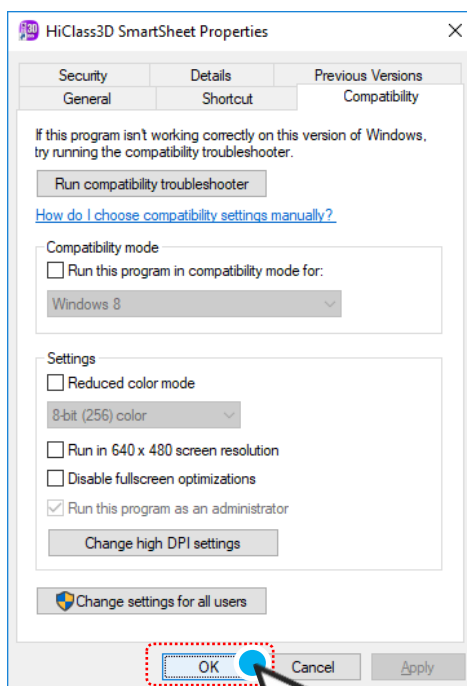 HiClass3D SmartSheet Properties
Security Details Previous Versions
General Shortcut Compatibility
If this program isn't working correctly on this version of Windows,
try running the compatibility troubleshooter.
Run compatibility troubleshooter
How do I choose compatibility settings manually?
Compatibility mode
Run this program in compatibility mode for:
Windows 8
Settings
Reduced color mode
8-bit (256) color
Run in 640 x 480 screen resolution
Disable fullscreen optimizations
Run this program as an administrator
Change high DPI settings
Change settings for all users
OK Cancel Apply